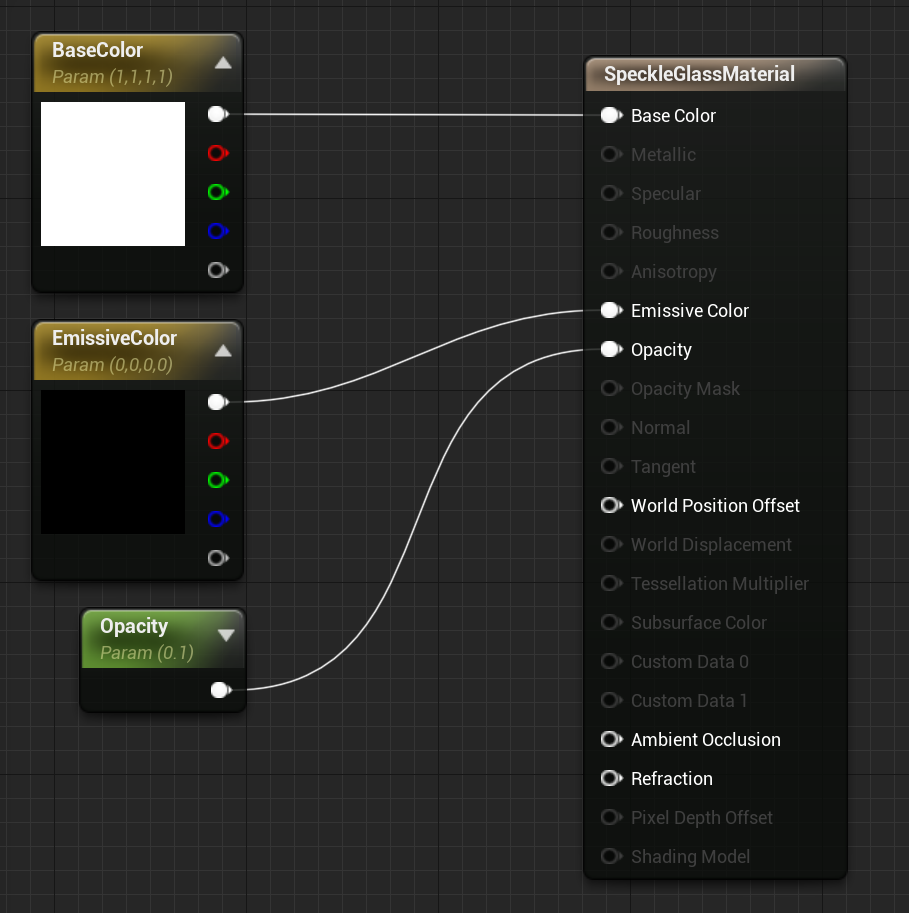 BaseColor
Param (1,1,1,1)
EmissiveColor
Param (0,0,0,0)
Opacity
Param (0.1)
SpeckleGlassMaterial
Base Color
Metallic
Specular
Roughness
Anisotropy
Emissive Color
Opacity
Opacity Mask
Normal
Tangent
World Position Offset
World Displacement
Tessellation Multiplier
Subsurface Color
Custom Data 0
Custom Data 1
Ambient Occlusion
Refraction
Pixel Depth Offset
Shading Model